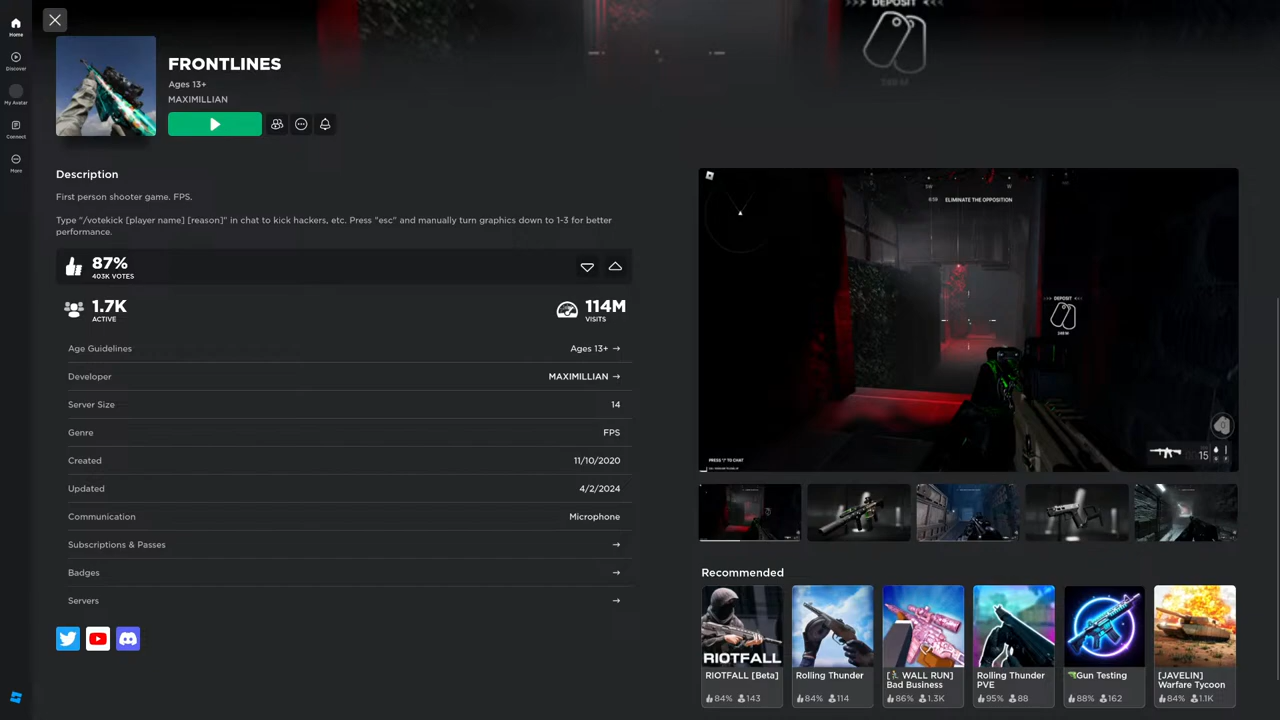 DEPOSIT
Home
Discover
My Avatar
Connect
More
FRONTLINES
Ages 13+
MAXIMILLIAN
Description
First person shooter game. FPS.
Type "/votekick [player name] [reason]" in chat to kick hackers, etc. Press "esc" and manually turn graphics down to 1-3 for better
performance.
87%
403K VOTES
1.7K
ACTIVE
114M
VISITS
Age Guidelines Ages 13+
Developer MAXIMILLIAN
Server Size 14
Genre FPS
Created 11/10/2020
Updated 4/2/2024
Communication Microphone
Subscriptions & Passes
Badges
Servers
SW W
6:59 ELIMINATE THE OPPOSITION
DEPOSIT
15
Recommended
RIOTFALL
RIOTFALL [Beta]
84% 143
Rolling Thunder
84% 114
[🏃 WALL RUN]
Bad Business
86% 1.3K
Rolling Thunder
PVE
95% 88
🔫Gun Testing
88% 162
[JAVELIN]
Warfare Tycoon
84% 1.1K